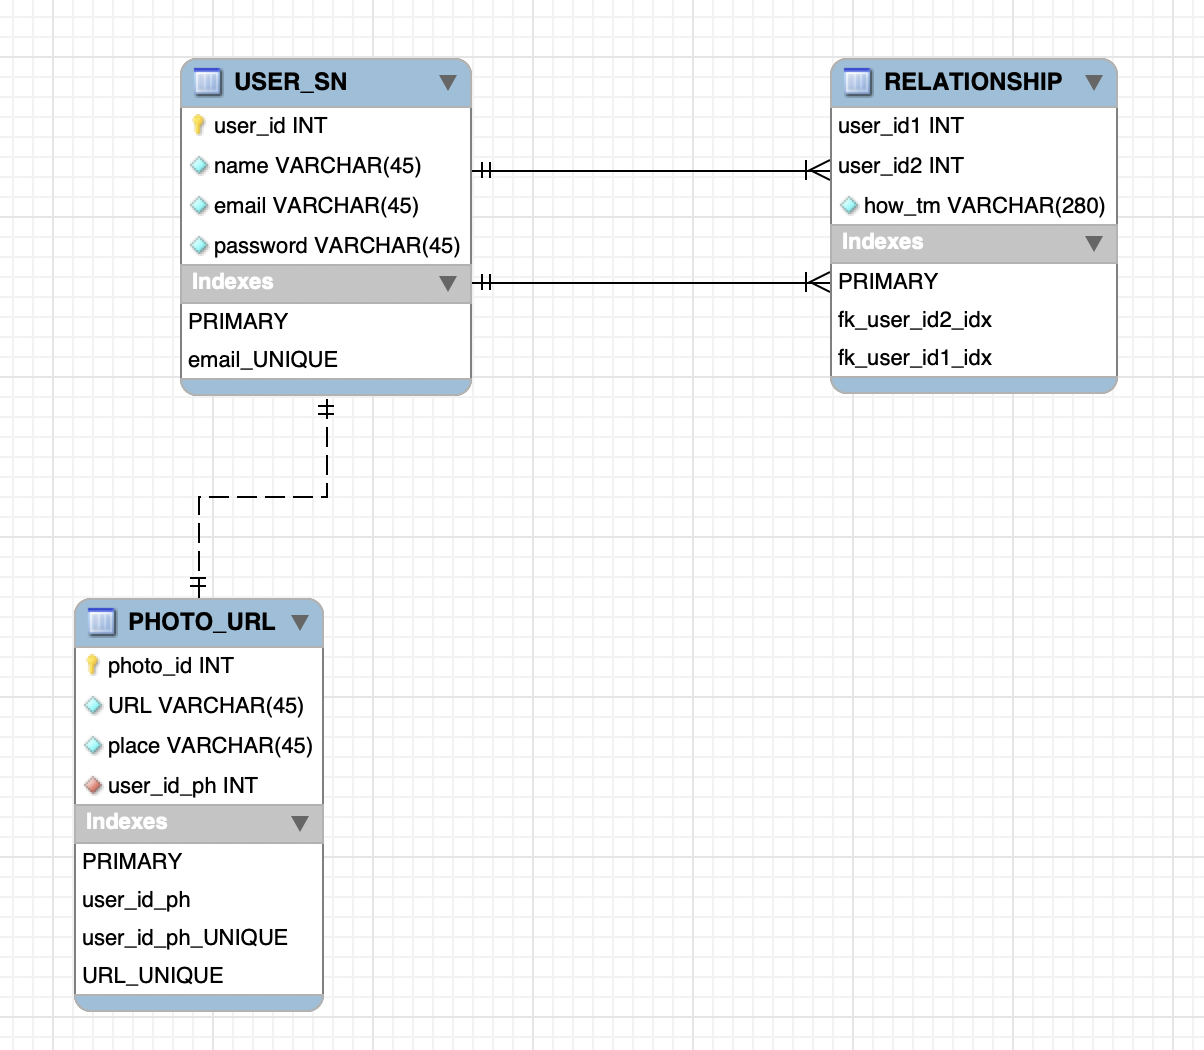 USER_SN
user_id INT
name VARCHAR(45)
email VARCHAR(45)
password VARCHAR(45)
Indexes
PRIMARY
email_UNIQUE
RELATIONSHIP
user_id1 INT
user_id2 INT
how_tm VARCHAR(280)
Indexes
PRIMARY
fk_user_id2_idx
fk_user_id1_idx
PHOTO_URL
photo_id INT
URL VARCHAR(45)
place VARCHAR(45)
user_id_ph INT
Indexes
PRIMARY
user_id_ph
user_id_ph_UNIQUE
URL_UNIQUE